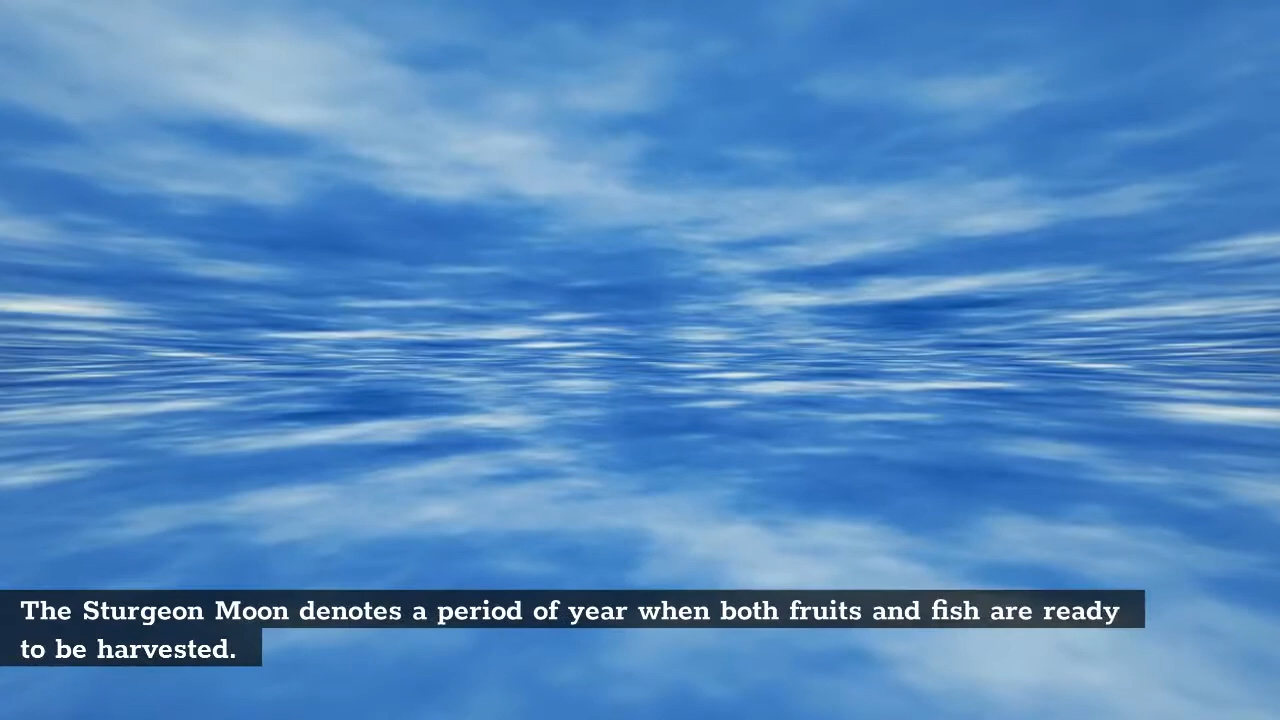 The Sturgeon Moon denotes a period of year when both fruits and fish are ready
to be harvested.